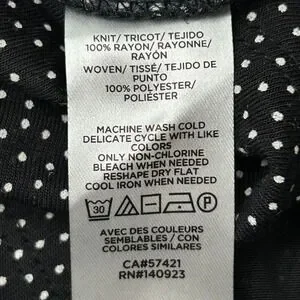 KNIT/ TRICOT/ TEJIDO
100% RAYON/ RAYONNE/
RAYÓN
WOVEN/ TISSÉ/ TEJIDO DE
PUNTO
100% POLYESTER/
POLIÉSTER
MACHINE WASH COLD
DELICATE CYCLE WITH LIKE
COLORS
ONLY NON-CHLORINE
BLEACH WHEN NEEDED
RESHAPE DRY FLAT
COOL IRON WHEN NEEDED
30 P
AVEC DES COULEURS
SEMBLABLES / CON
COLORES SIMILARES
CA#57421
RN#140923